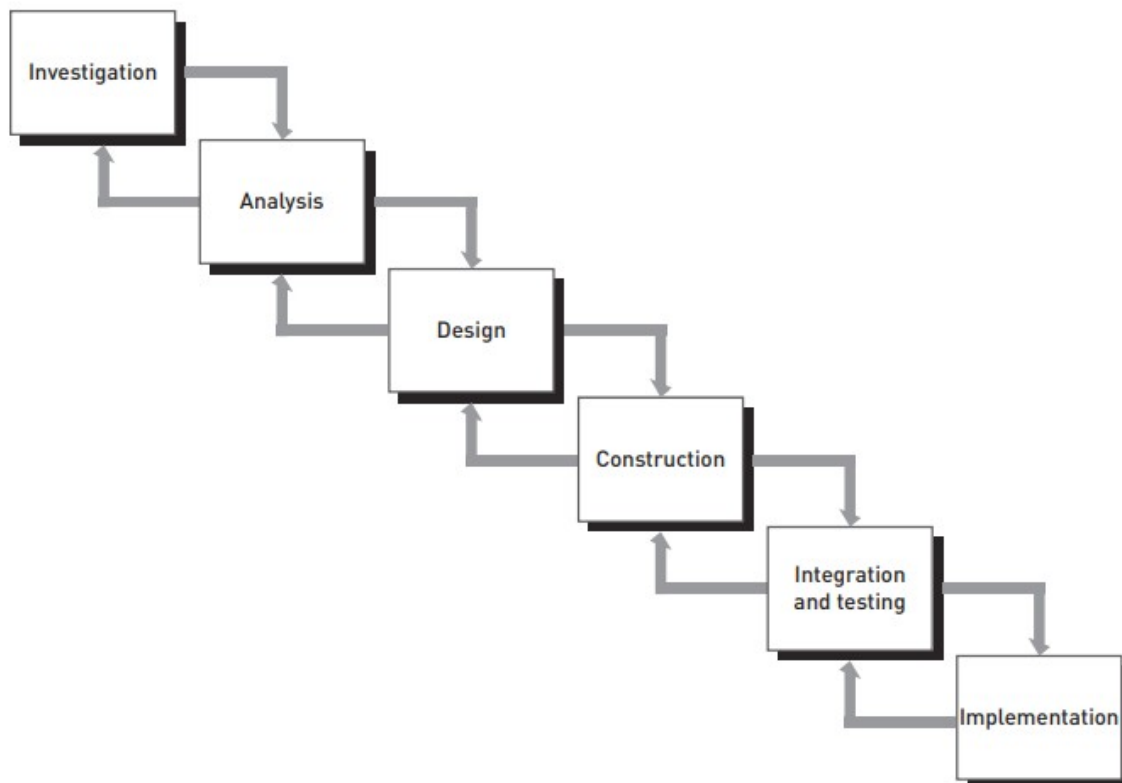 Investigation
Analysis
Design
Construction
Integration
and testing
Implementation